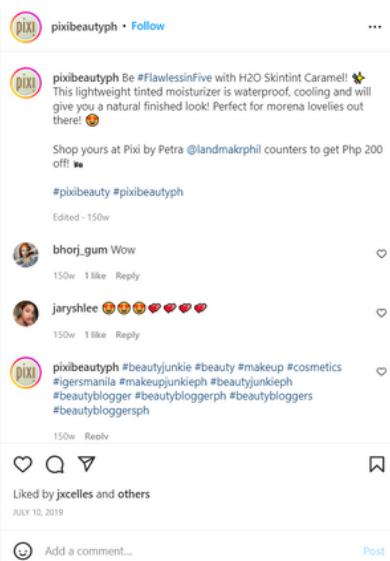 PIXI
pixibeautyph • Follow
PIXI
pixibeautyph Be #FlawlessinFive with H2O Skintint Caramel! ✨
This lightweight tinted moisturizer is waterproof, cooling and will
give you a natural finished look! Perfect for morena lovelies out
there! 😍
Shop yours at Pixi by Petra @landmakrphil counters to get Php 200
off!
#pixibeauty #pixibeautyph
Edited · 150w
bhorj_gum Wow
150w 1 like Reply
jaryshlee 😍😍😍💕💕💕💕
150w 1 like Reply
PIXI
pixibeautyph #beautyjunkie #beauty #makeup #cosmetics
#igersmanila #makeupjunkieph #beautyjunkieph
#beautyblogger #beautybloggerph #beautybloggers
#beautybloggersph
150w Reply
Liked by jxcelles and others
JULY 10, 2019
Add a comment... Post